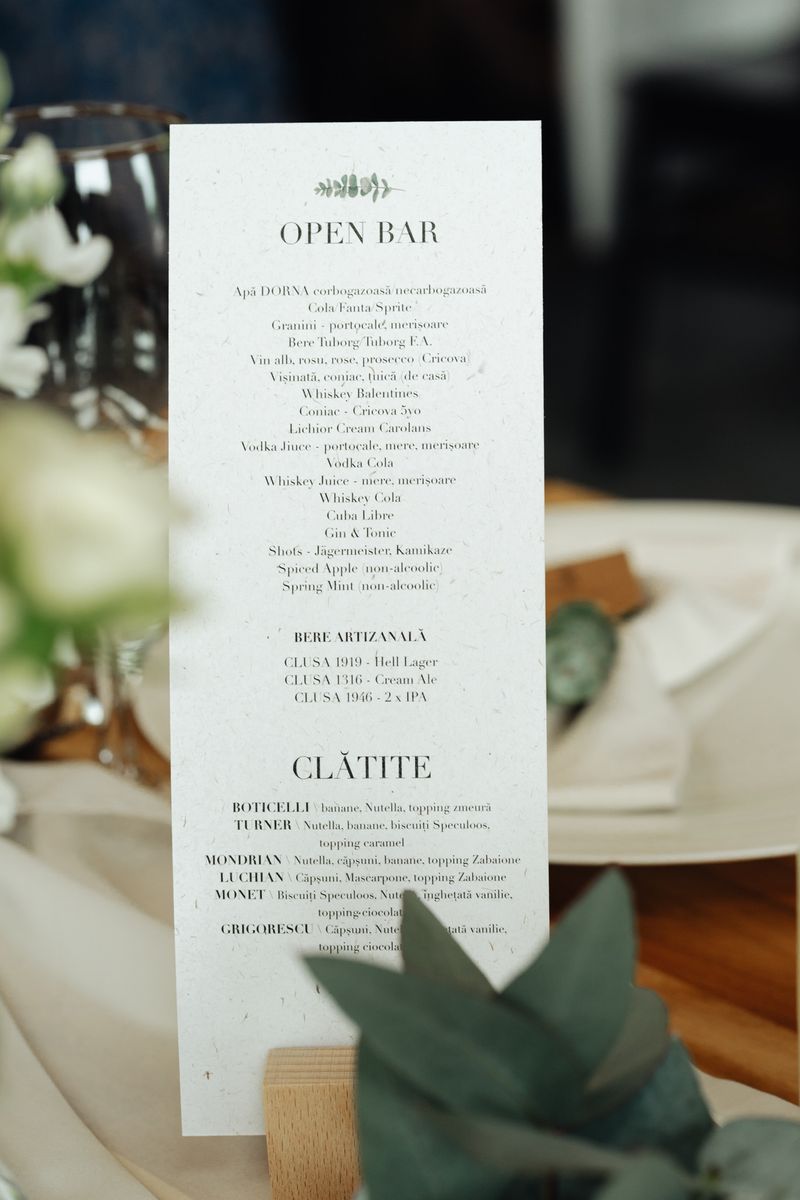 OPEN BAR
Apă DORNA corbogazoasă/necarbogazoasă
Cola/Fanta/Sprite
Granini - portocale, merișoare
Bere Tuborg/Tuborg F.A.
Vin alb, rosu, rose, prosecco (Cricova)
Vișinată, coniac, țuică (de casă)
Whiskey Balentines
Coniac - Cricova 5yo
Lichior Cream Carolans
Vodka Jiuce - portocale, mere, merișoare
Vodka Cola
Whiskey Juice - mere, merișoare
Whiskey Cola
Cuba Libre
Gin & Tonic
Shots - Jägermeister, Kamikaze
Spiced Apple (non-alcoolic)
Spring Mint (non-alcoolic)
BERE ARTIZANALĂ
CLUSA 1919 - Hell Lager
CLUSA 1316 - Cream Ale
CLUSA 1946 - 2 x IPA
CLĂTITE
BOTICELLI \ banane, Nutella, topping zmeură
TURNER \ Nutella, banane, biscuiți Speculoos,
topping caramel
MONDRIAN \ Nutella, căpșuni, banane, topping Zabaione
LUCHIAN \ Căpșuni, Mascarpone, topping Zabaione
MONET \ Biscuiți Speculoos, înghețată vanilie,
topping
GRIGORESCU \ Căpșuni, vanilie,
topping